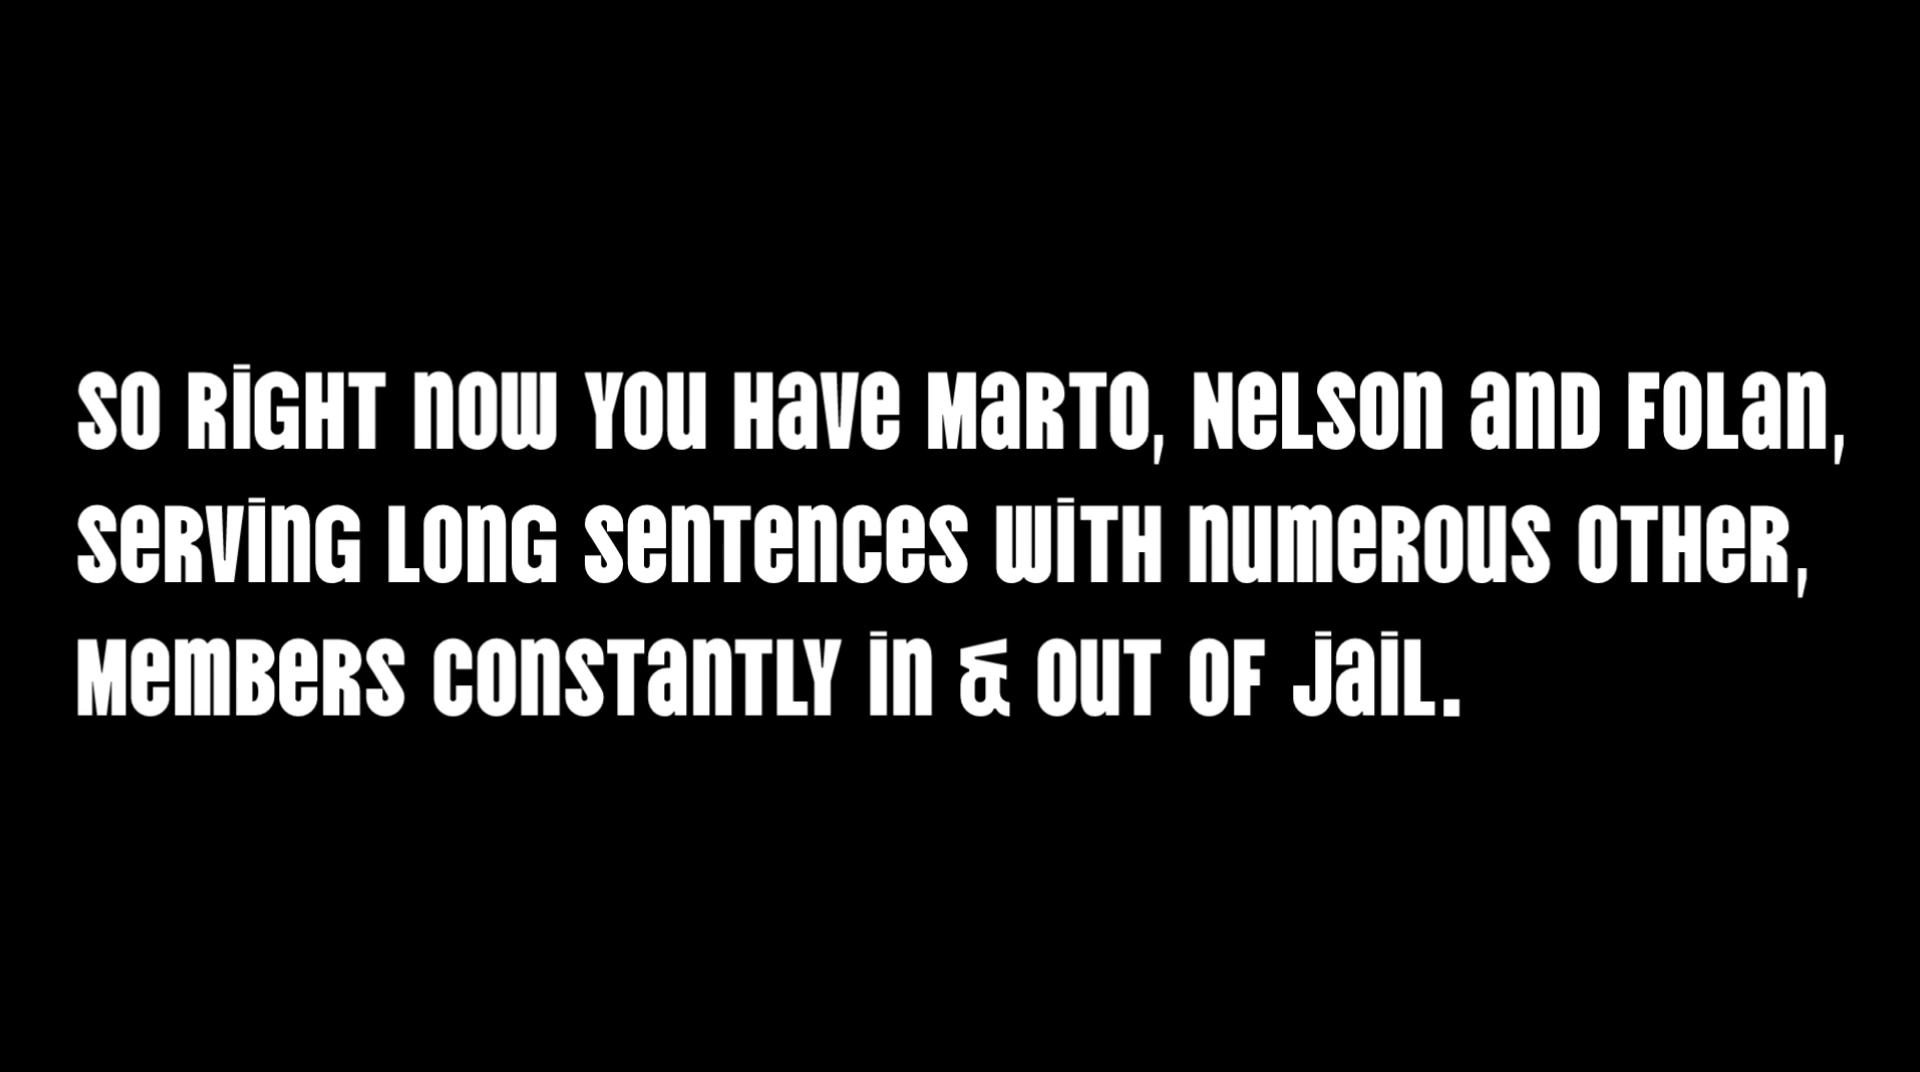 So right now you have Marto, Nelson and Folan,
serving long sentences with numerous other,
members constantly in & out of jail.